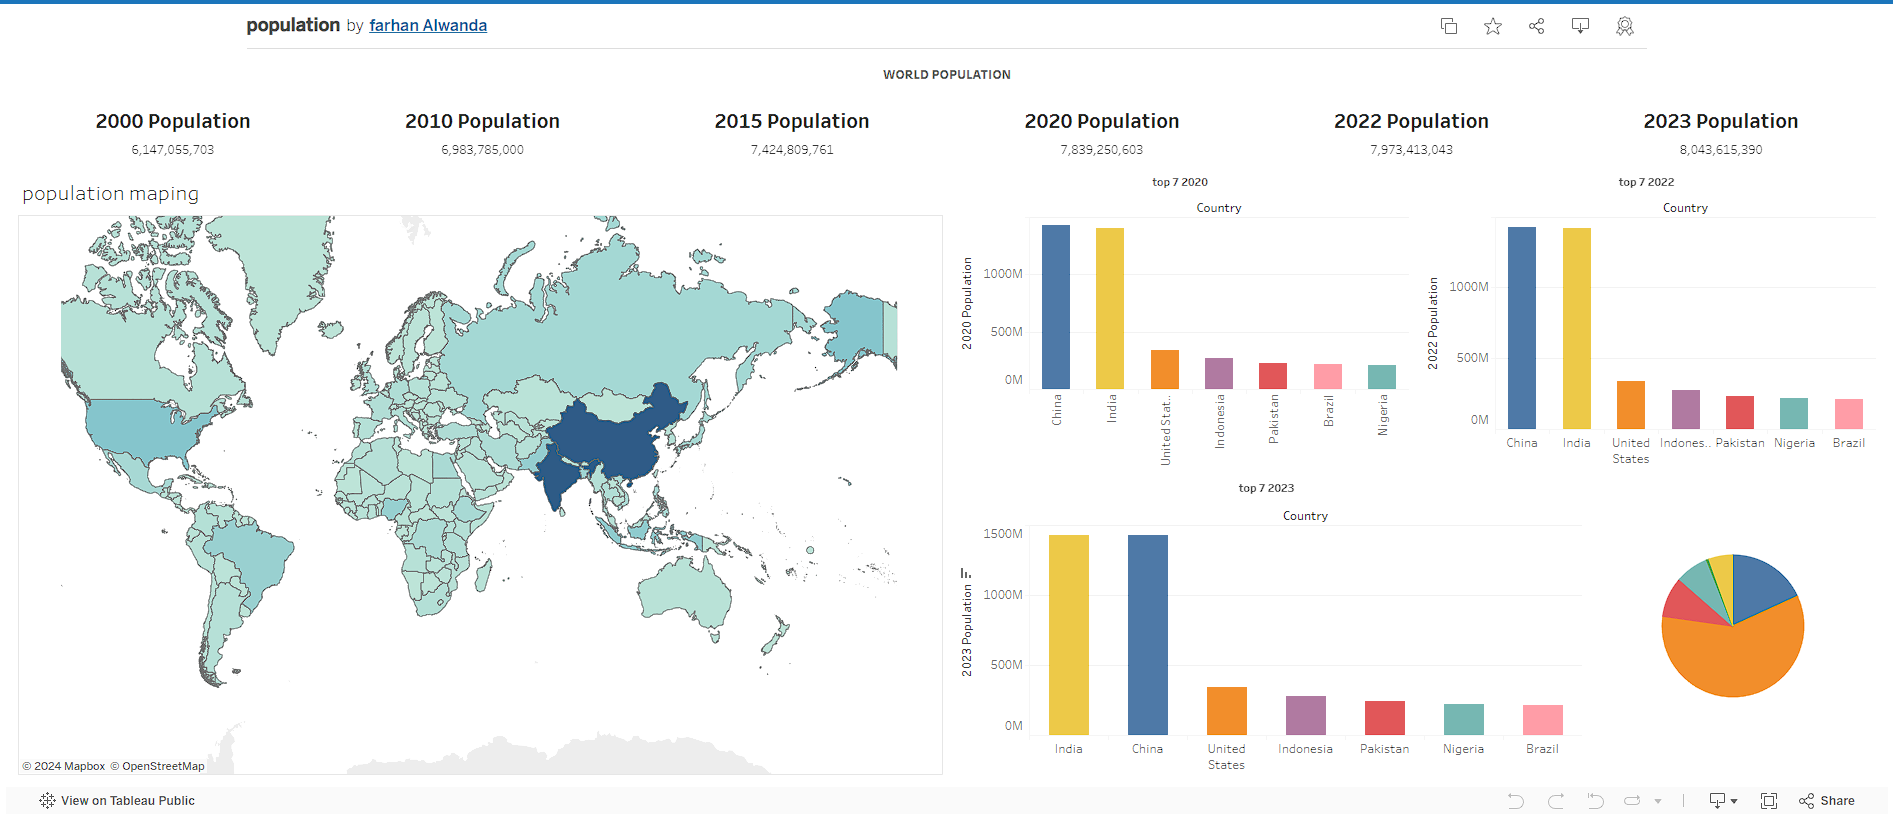 population by farhan Alwanda
WORLD POPULATION
2000 Population
6,147,055,703
2010 Population
6,983,785,000
2015 Population
7,424,809,761
2020 Population
7,839,250,603
2022 Population
7,973,413,043
2023 Population
8,043,615,390
population maping
© 2024 Mapbox © OpenStreetMap
top 7 2020
Country
2020 Population
1000M
500M
0M
China
India
United Stat..
Indonesia
Pakistan
Brazil
Nigeria
top 7 2022
Country
2022 Population
1000M
500M
0M
China
India
United
States
Indones..
Pakistan
Nigeria
Brazil
top 7 2023
Country
2023 Population
1500M
1000M
500M
0M
India
China
United
States
Indonesia
Pakistan
Nigeria
Brazil
View on Tableau Public
Share